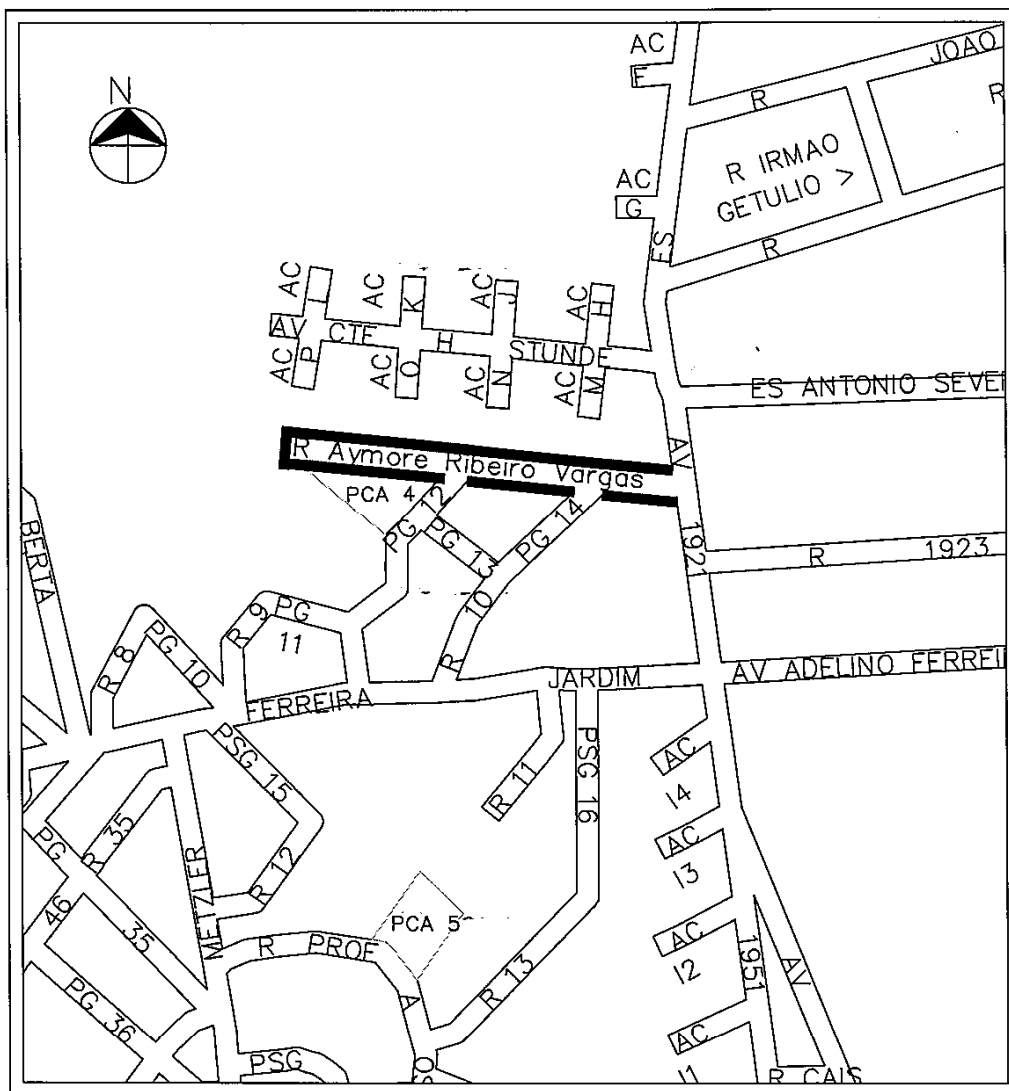 N
AC
F
JOAO
R
R
AC
G
R IRMAO
GETULIO >
SE
R
AC
I
AC
K
AC
J
AC
H
AV CTE H STUNDE
AC
P
AC
O
AC
N
AC
M
ES ANTONIO SEVE
R Aymore Ribeiro Vargas
AV
PCA 4
PG 12
PG 13
PG 14
1921
R 1923
BERTA
R 9
PG
11
R 10
R 8
PG 10
FERREIRA
JARDIM
AV ADELINO FERREI
PSG 15
R 11
PSG 16
AC
14
PG
R 35
R 12
AC
13
METZLER
46
35
PCA 5
R PROF
A
R 13
AC
12
1951
AV
PG 36
PSG
OS
AC
11
R CAIS